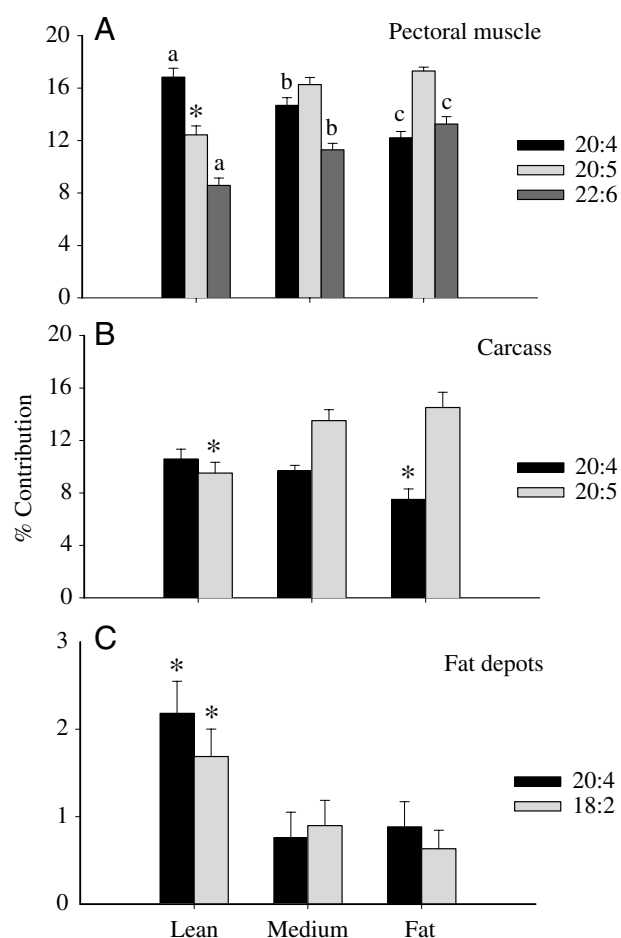 A
Pectoral muscle
20
16
12
8
4
0
a
*
a
b
b
c
c
20:4
20:5
22:6
B
Carcass
20
16
12
8
4
0
% Contribution
*
*
20:4
20:5
C
Fat depots
3
2
1
0
*
*
20:4
18:2
Lean Medium Fat